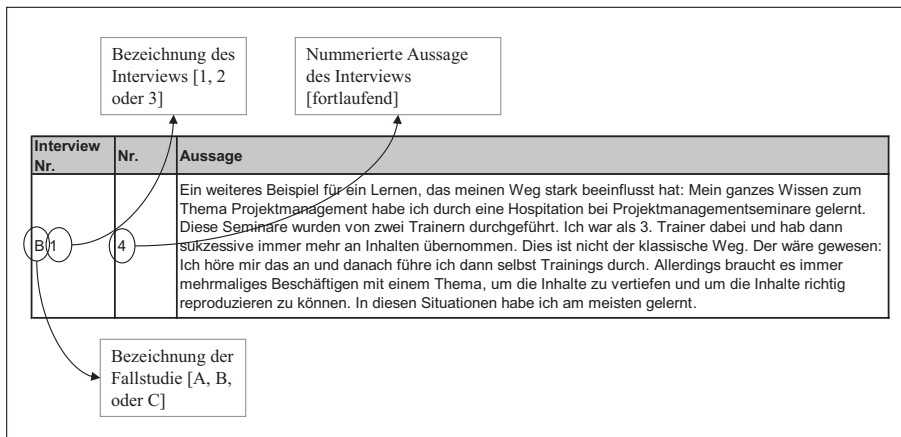 Bezeichnung des
Interviews [1, 2
oder 3]
Nummerierte Aussage
des Interviews
[fortlaufend]
Interview
Nr.
Nr.
Aussage
B 1
4
Ein weiteres Beispiel für ein Lernen, das meinen Weg stark beeinflusst hat: Mein ganzes Wissen zum
Thema Projektmanagement habe ich durch eine Hospitation bei Projektmanagementseminare gelernt.
Diese Seminare wurden von zwei Trainern durchgeführt. Ich war als 3. Trainer dabei und hab dann
sukzessive immer mehr an Inhalten übernommen. Dies ist nicht der klassische Weg. Der wäre gewesen:
Ich höre mir das an und danach führe ich dann selbst Trainings durch. Allerdings braucht es immer
mehrmaliges Beschäftigen mit einem Thema, um die Inhalte zu vertiefen und um die Inhalte richtig
reproduzieren zu können. In diesen Situationen habe ich am meisten gelernt.
Bezeichnung der
Fallstudie [A, B,
oder C]